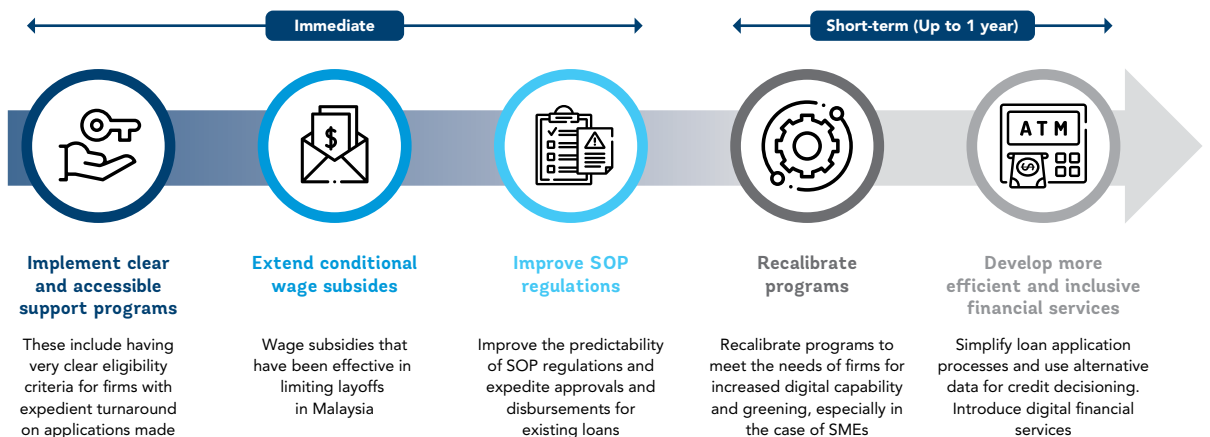 Immediate
Short-term (Up to 1 year)
$
ATM
Implement clear
and accessible
support programs
These include having
very clear eligibility
criteria for firms with
expedient turnaround
on applications made
Extend conditional
wage subsides
Wage subsidies that
have been effective in
limiting layoffs
in Malaysia
Improve SOP
regulations
Improve the predictability
of SOP regulations and
expedite approvals and
disbursements for
existing loans
Recalibrate
programs
Recalibrate programs to
meet the needs of firms for
increased digital capability
and greening, especially in
the case of SMEs
Develop more
efficient and inclusive
financial services
Simplify loan application
processes and use alternative
data for credit decisioning.
Introduce digital financial
services